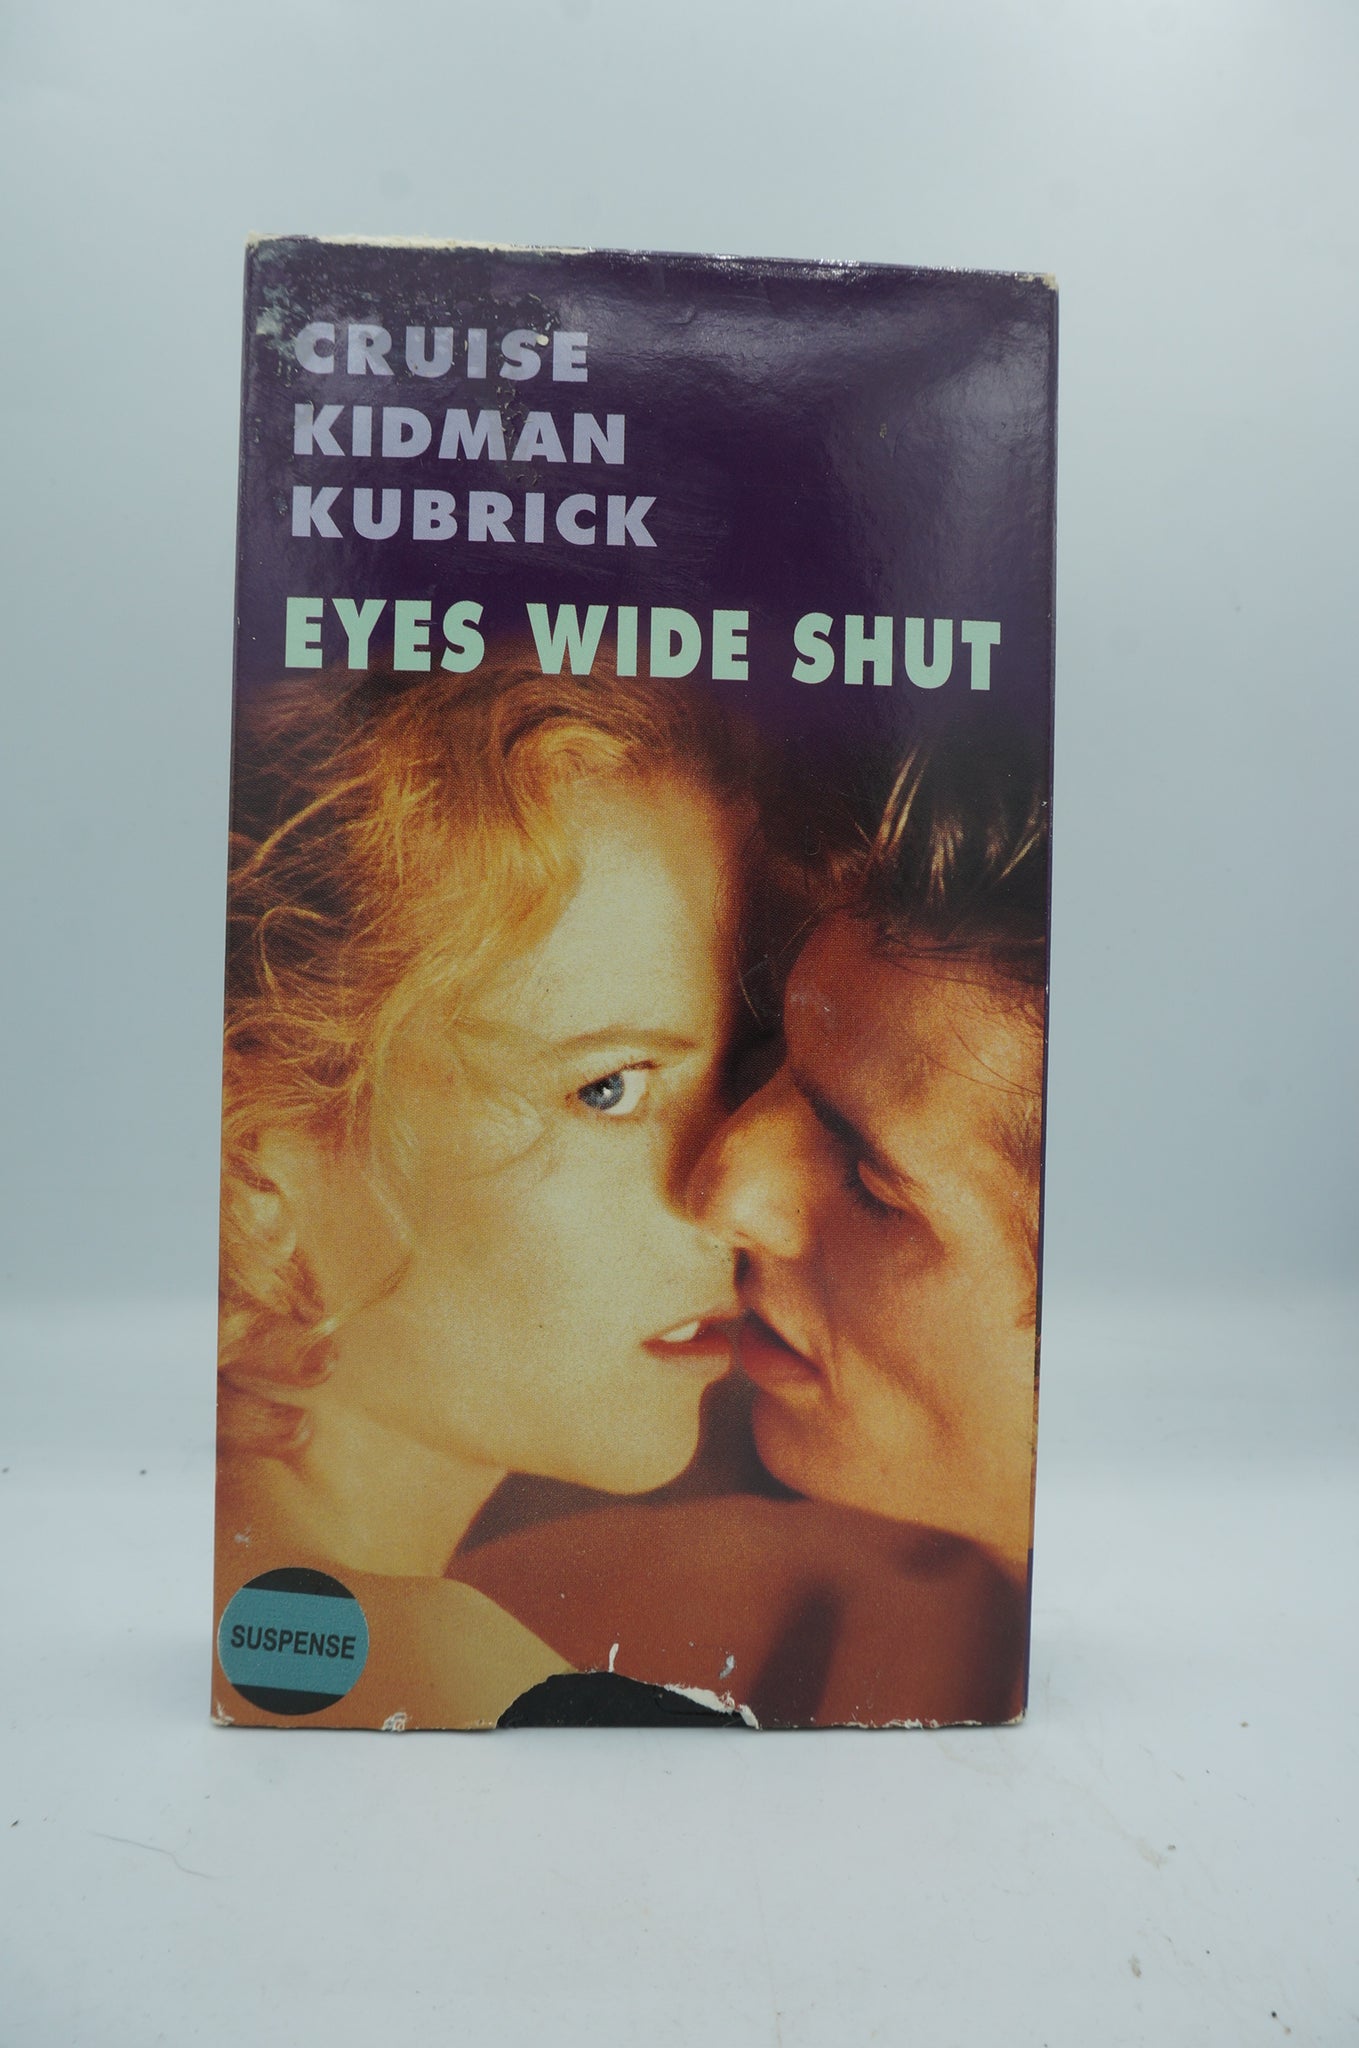 CRUISE
KIDMAN
KUBRICK
EYES WIDE SHUT
SUSPENSE